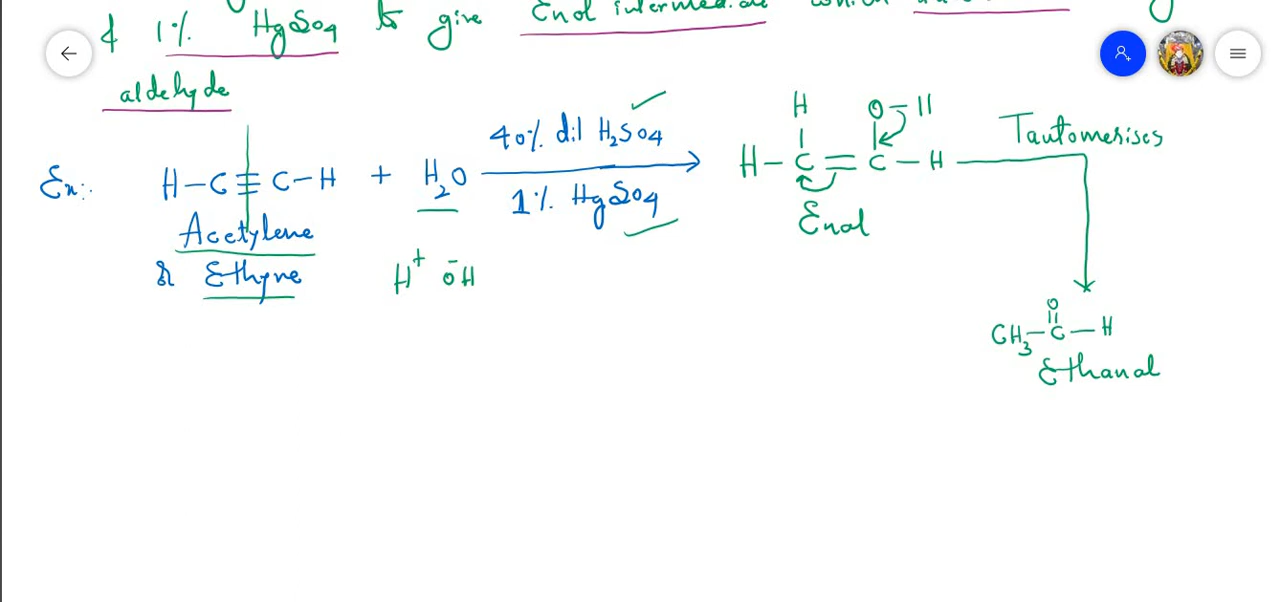 & 1% HgSO4 to give Enol intermediate which
aldehyde
Ex:. H-C≡C-H + H2O
40% dil H2SO4
1% HgSO4
H
H-C=C-H
O-H
Tautomerises
Acetylene
& Ethyne
H+ ŌH
Enol
O
CH3-C-H
Ethanal